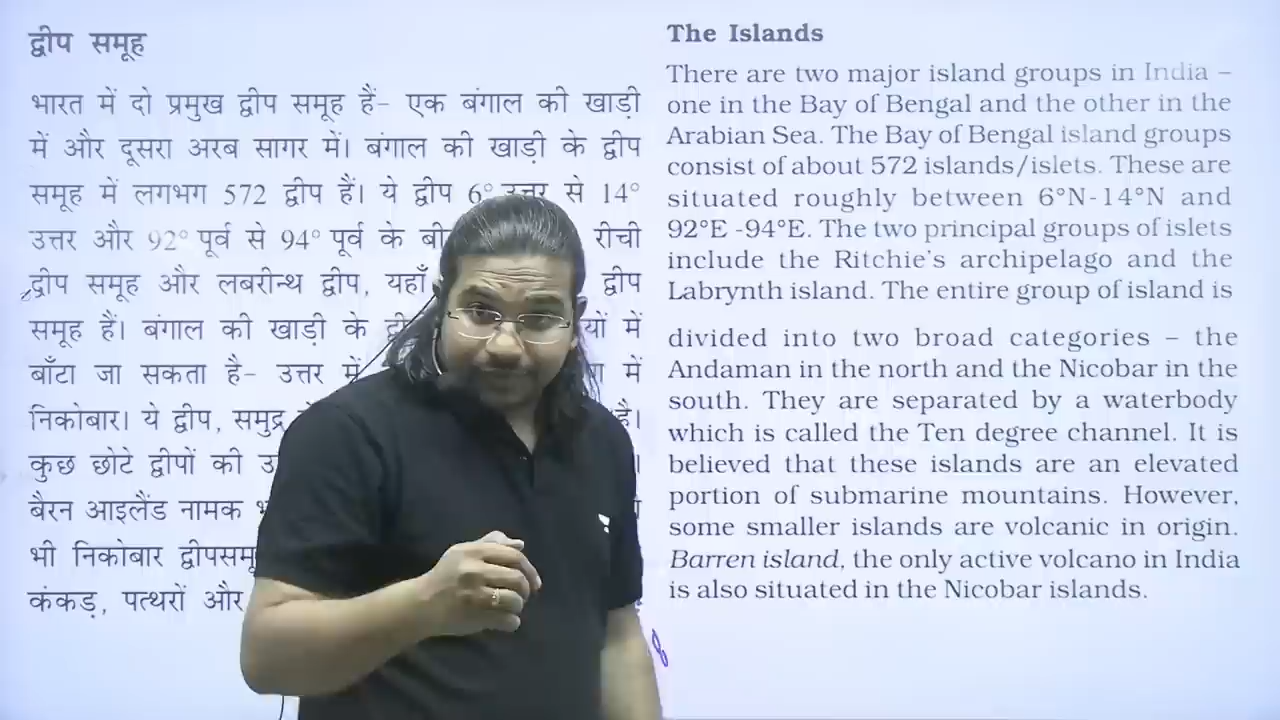 द्वीप समूह
भारत में दो प्रमुख द्वीप समूह हैं- एक बंगाल की खाड़ी
में और दूसरा अरब सागर में। बंगाल की खाड़ी के द्वीप
समूह में लगभग 572 द्वीप हैं। ये द्वीप 6° उत्तर से 14°
उत्तर और 92° पूर्व से 94° पूर्व के रीची
द्वीप समूह और लबरीन्थ द्वीप, यहाँ द्वीप
समूह हैं। बंगाल की खाड़ी के में
बाँटा जा सकता है- उत्तर में में
निकोबार। ये द्वीप, समुद्र
कुछ छोटे द्वीपों की
बैरन आइलैंड नामक
भी निकोबार द्वीपसमू
कंकड़, पत्थरों और
The Islands
There are two major island groups in India –
one in the Bay of Bengal and the other in the
Arabian Sea. The Bay of Bengal island groups
consist of about 572 islands/islets. These are
situated roughly between 6°N-14°N and
92°E -94°E. The two principal groups of islets
include the Ritchie's archipelago and the
Labrynth island. The entire group of island is
divided into two broad categories – the
Andaman in the north and the Nicobar in the
south. They are separated by a waterbody
which is called the Ten degree channel. It is
believed that these islands are an elevated
portion of submarine mountains. However,
some smaller islands are volcanic in origin.
Barren island, the only active volcano in India
is also situated in the Nicobar islands.